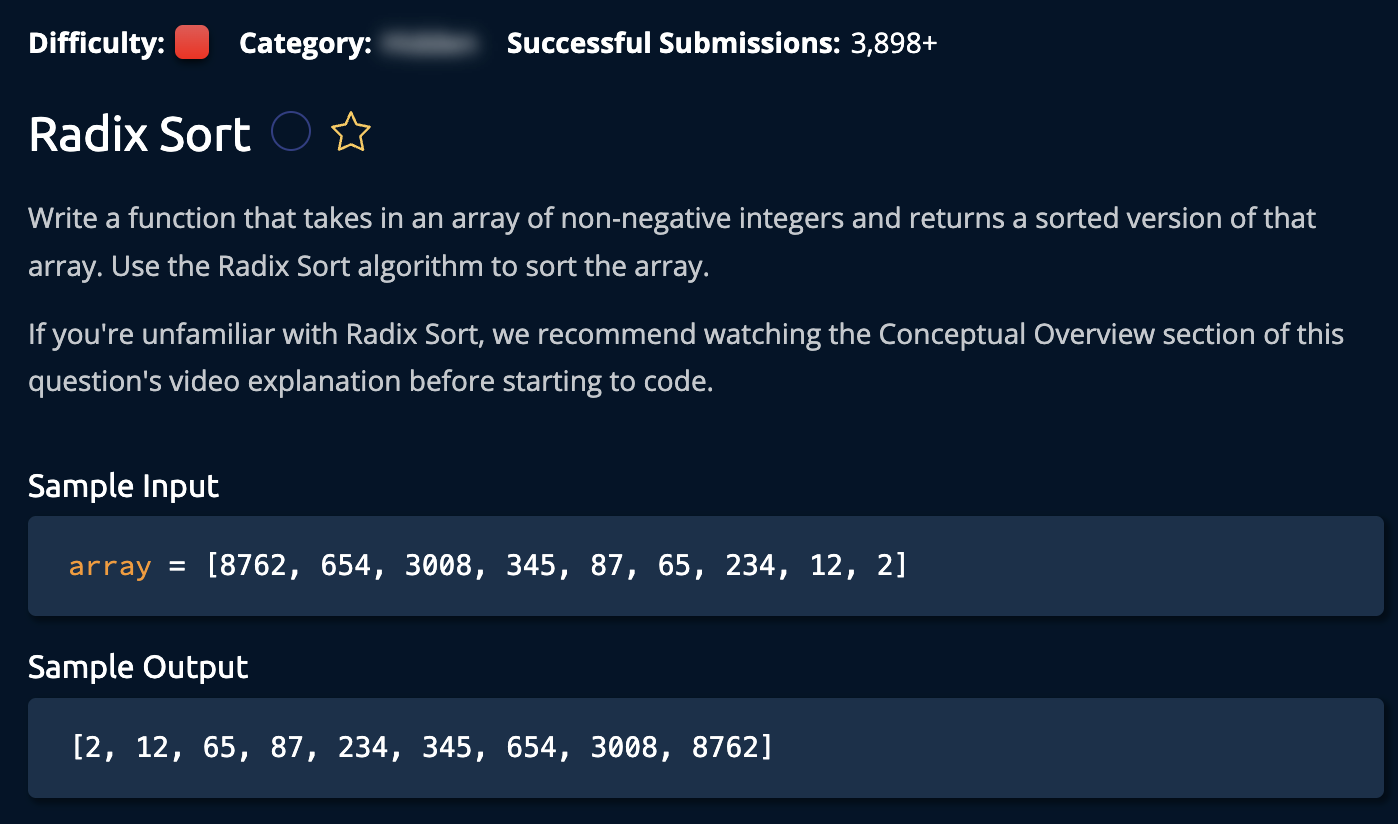 Difficulty: Category: Successful Submissions: 3,898+
Radix Sort
Write a function that takes in an array of non-negative integers and returns a sorted version of that
array. Use the Radix Sort algorithm to sort the array.
If you're unfamiliar with Radix Sort, we recommend watching the Conceptual Overview section of this
question's video explanation before starting to code.
Sample Input
array = [8762, 654, 3008, 345, 87, 65, 234, 12, 2]
Sample Output
[2, 12, 65, 87, 234, 345, 654, 3008, 8762]